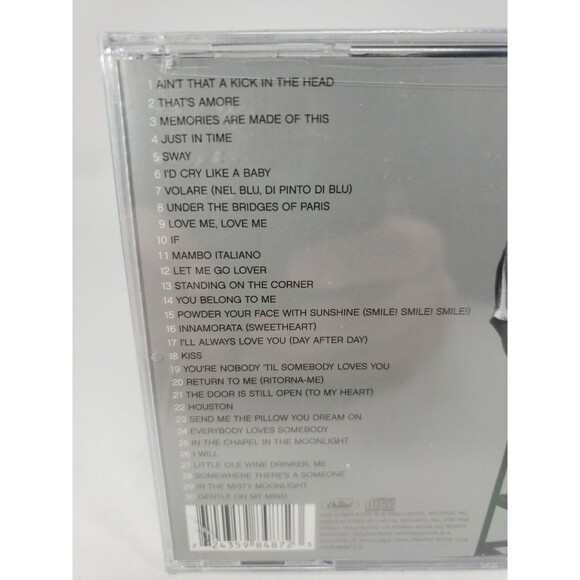 1 AIN'T THAT A KICK IN THE HEAD
2 THAT'S AMORE
3 MEMORIES ARE MADE OF THIS
4 JUST IN TIME
5 SWAY
6 I'D CRY LIKE A BABY
7 VOLARE (NEL BLU, DI PINTO DI BLU)
8 UNDER THE BRIDGES OF PARIS
9 LOVE ME, LOVE ME
10 IF
11 MAMBO ITALIANO
12 LET ME GO LOVER
13 STANDING ON THE CORNER
14 YOU BELONG TO ME
15 POWDER YOUR FACE WITH SUNSHINE (SMILE! SMILE! SMILE!)
16 INNAMORATA (SWEETHEART)
17 I'LL ALWAYS LOVE YOU (DAY AFTER DAY)
18 KISS
19 YOU'RE NOBODY 'TIL SOMEBODY LOVES YOU
20 RETURN TO ME (RITORNA-ME)
21 THE DOOR IS STILL OPEN (TO MY HEART)
22 HOUSTON
23 SEND ME THE PILLOW YOU DREAM ON
24 EVERYBODY LOVES SOMEBODY
25 IN THE CHAPEL IN THE MOONLIGHT
26 I WILL
27 LITTLE OLE WINE DRINKER, ME
28 SOMEWHERE THERE'S A SOMEONE
29 IN THE MISTY MOONLIGHT
30 GENTLE ON MY MIND
Capitol
7 24359 84872 3